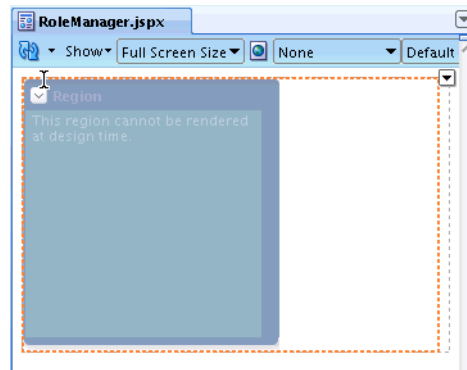 RoleManager.jspx
Show Full Screen Size None Default
Region
This region cannot be rendered
at design time.